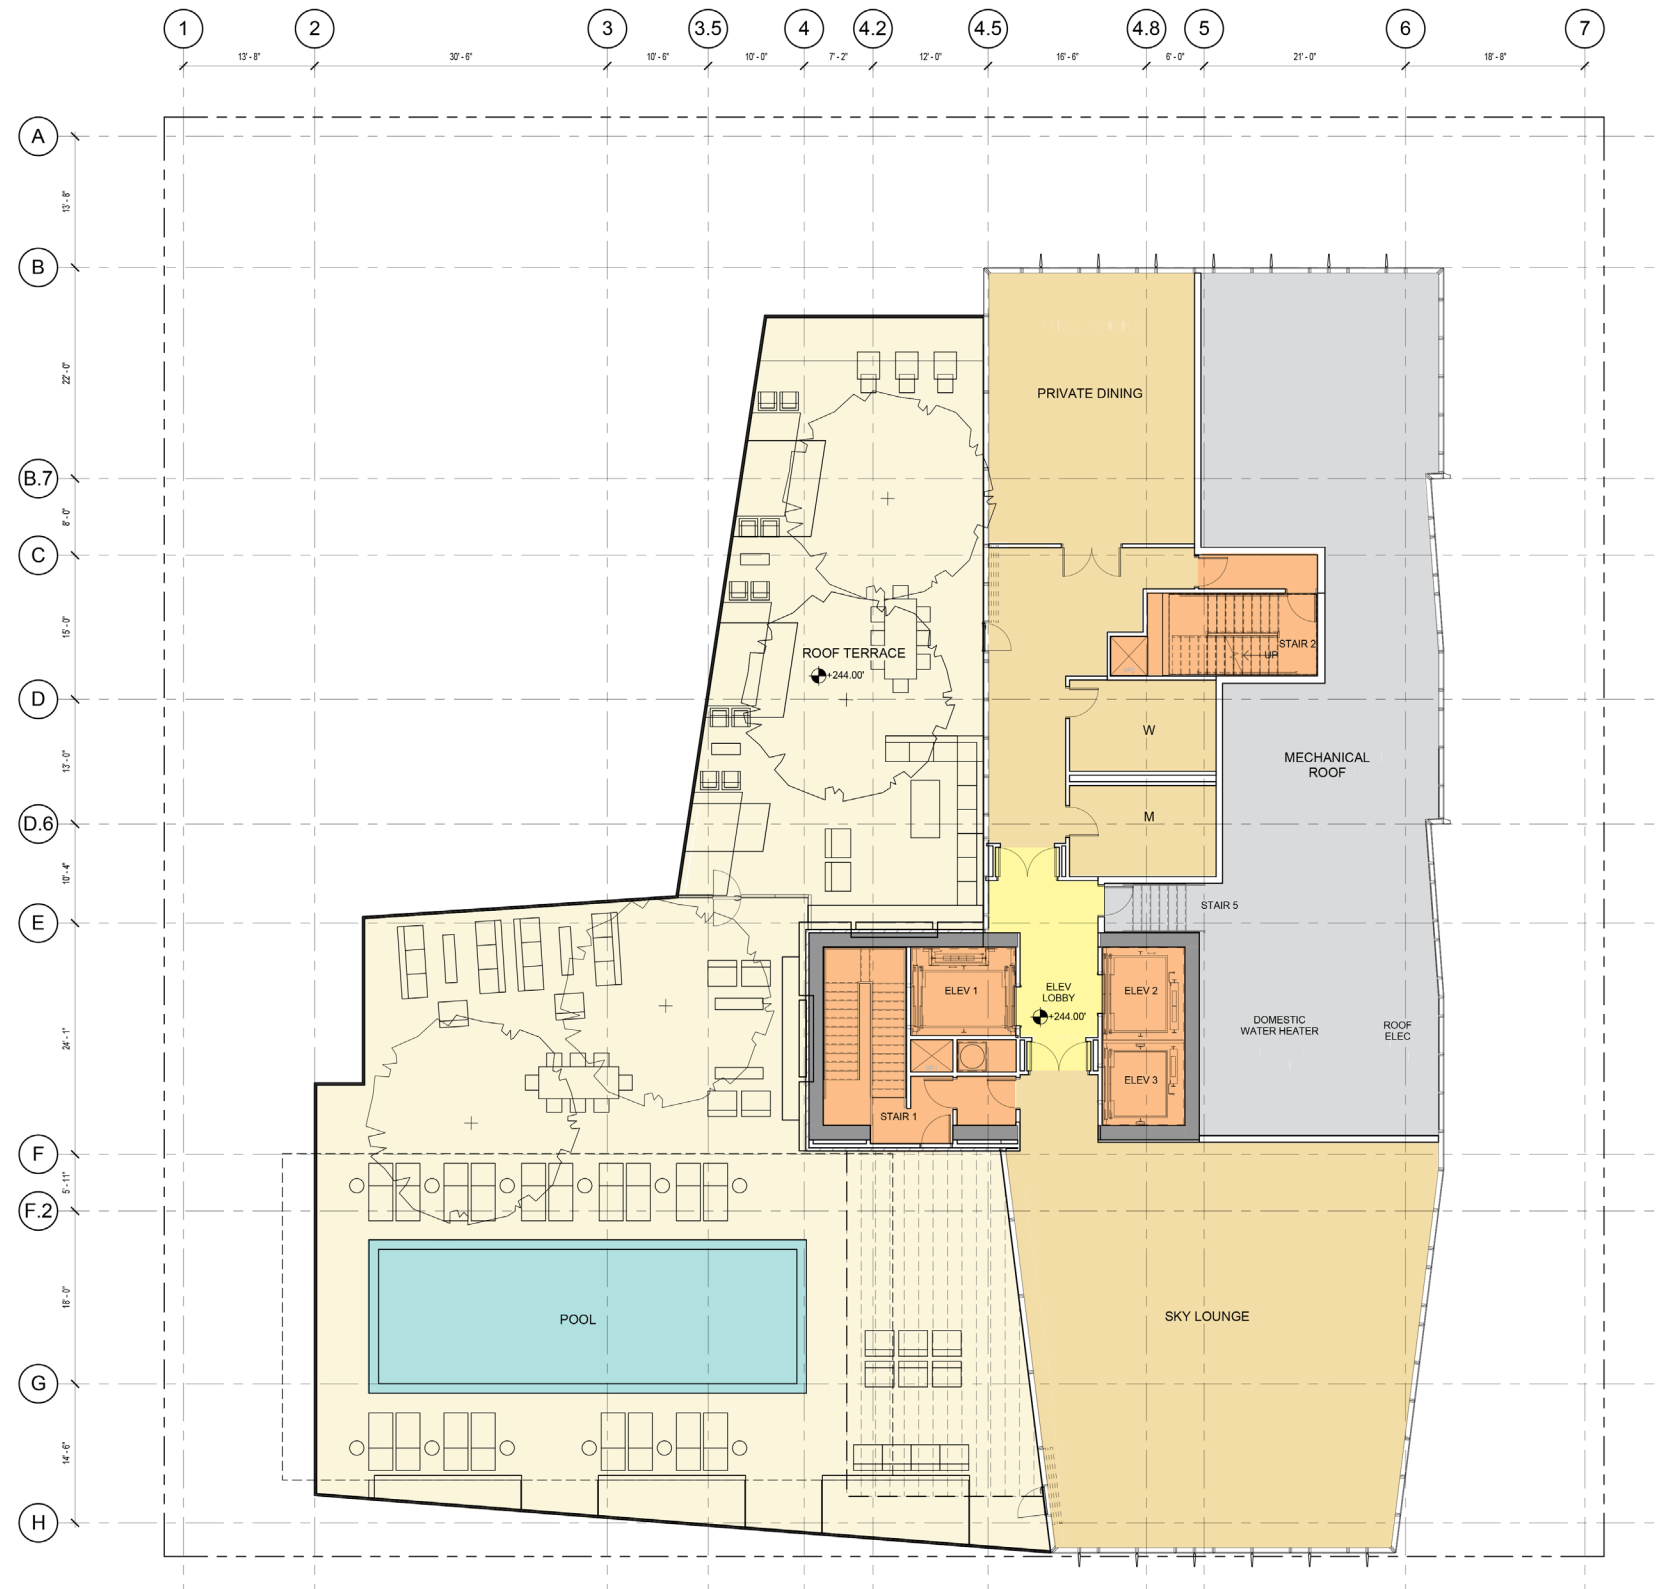 1
2
3
3.5
4
4.2
4.5
4.8
5
6
7
13' - 8"
30' - 6"
10' - 6"
10' - 0"
7' - 2"
12' - 0"
16' - 6"
6' - 0"
21' - 0"
18' - 8"
A
13' - 8"
B
22' - 0"
PRIVATE DINING
B.7
8' - 0"
C
15' - 0"
STAIR 2
UP
ROOF TERRACE
+244.00'
D
W
13' - 0"
MECHANICAL
ROOF
M
D.6
10' - 4"
STAIR 5
E
ELEV 1
ELEV
LOBBY
+244.00'
ELEV 2
24' - 1"
DOMESTIC
WATER HEATER
ROOF
ELEC
ELEV 3
STAIR 1
F
5' - 11"
F.2
18' - 0"
POOL
SKY LOUNGE
G
14' - 6"
H